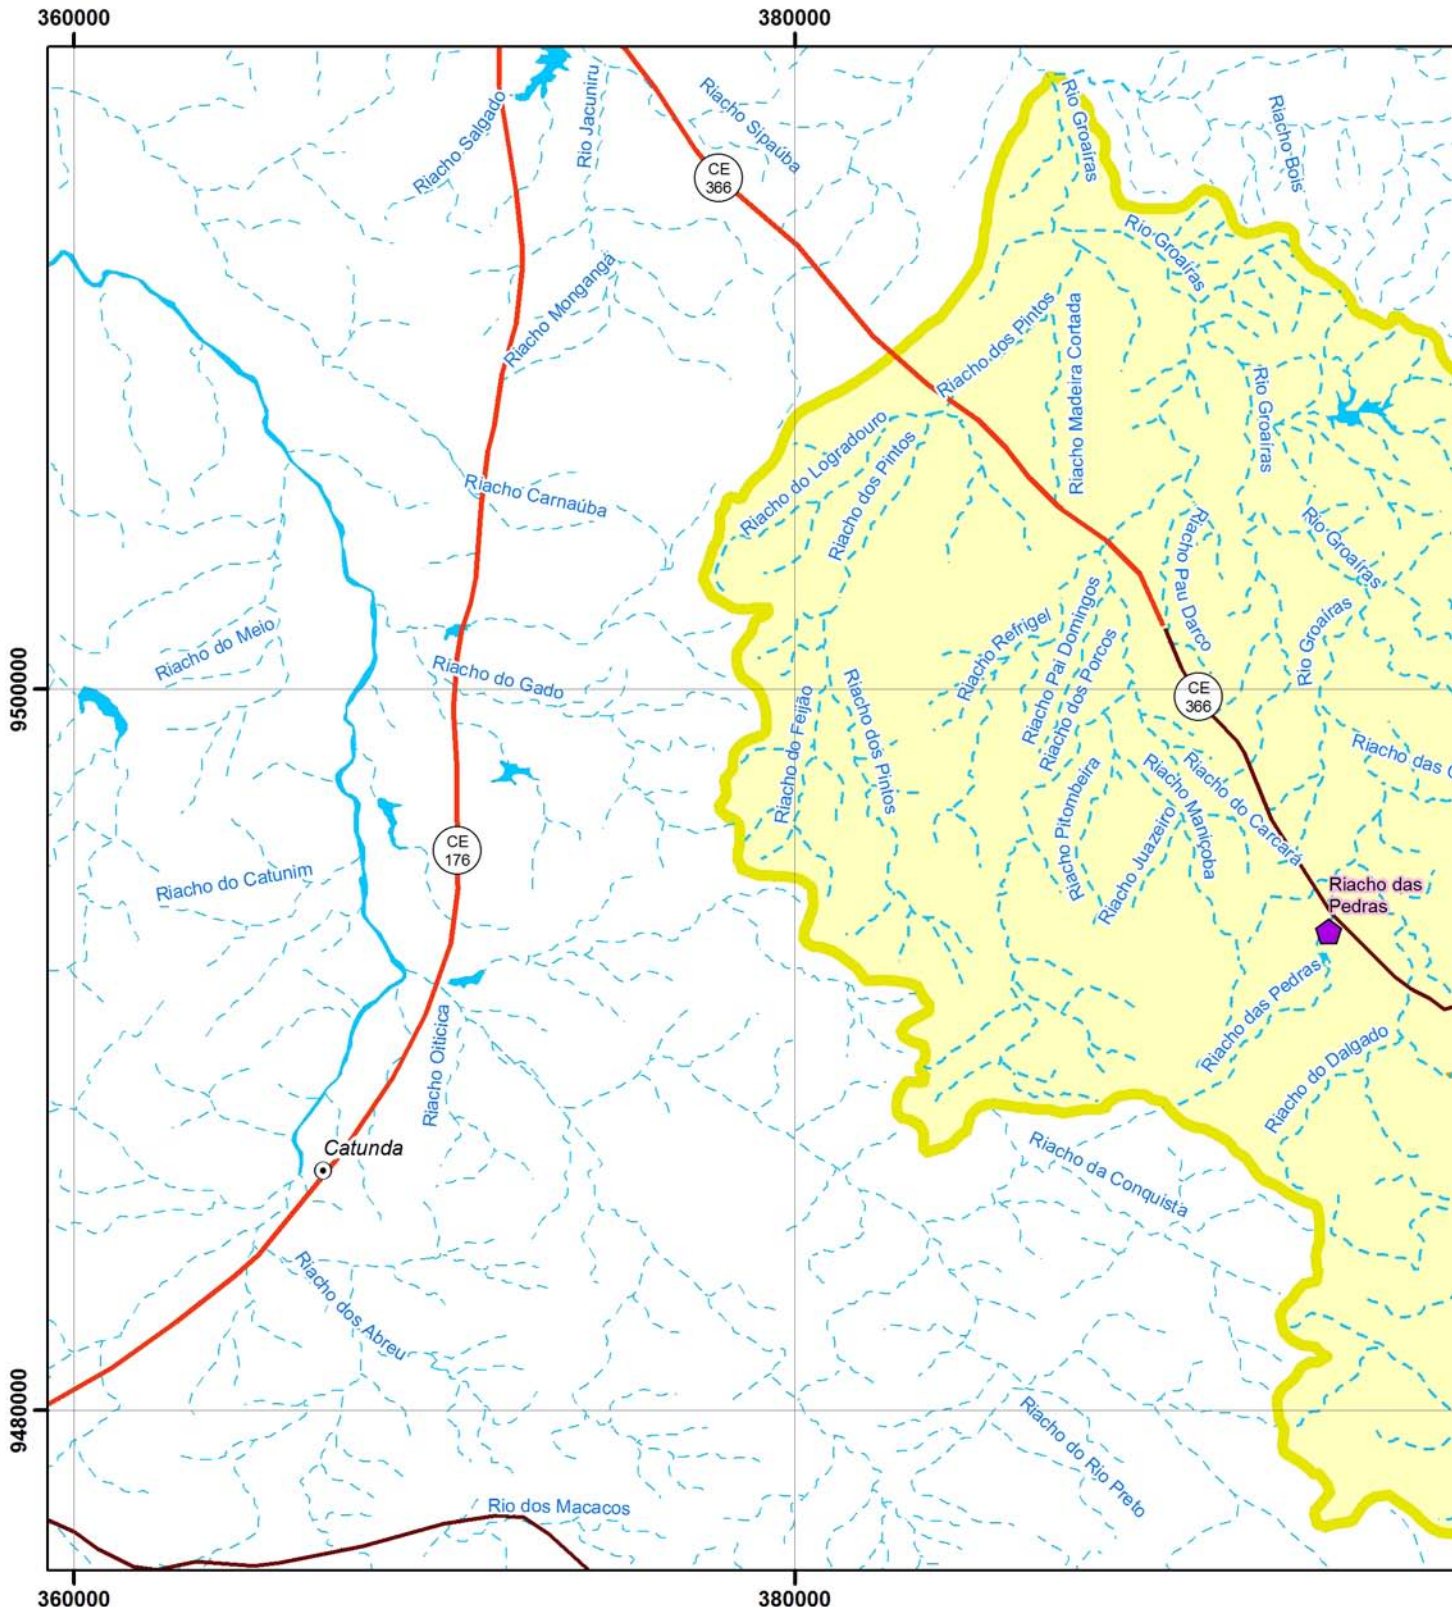 360000
380000
Riacho Salgado
Rio Jacuniru
Riacho Sipaúba
CE
366
Rio Groaíras
Riacho Bois
Riacho Mongangá
Rio Groaíras
Riacho dos Pintos
Riacho Madeira Cortada
Rio Groaíras
Riacho do Logradouro
Riacho dos Pintos
Riacho Carnaúba
Riacho Pau Darco
Rio Groaíras
Riacho do Meio
Riacho do Gado
Riacho Refrigel
Riacho Pai Domingos
Riacho dos Porcos
Rio Groaíras
9500000
CE
366
Riacho do Feijão
Riacho dos Pintos
Riacho das
Riacho Pitombeira
Riacho Juazeiro
Riacho Maniçoba
Riacho do Carcará
CE
176
Riacho do Catunim
Riacho das
Pedras
Riacho das Pedras
Riacho Oiticica
Riacho do Dalgado
Catunda
Riacho da Conquista
Riacho dos Abreu
9480000
Riacho do Rio Preto
Rio dos Macacos
360000
380000